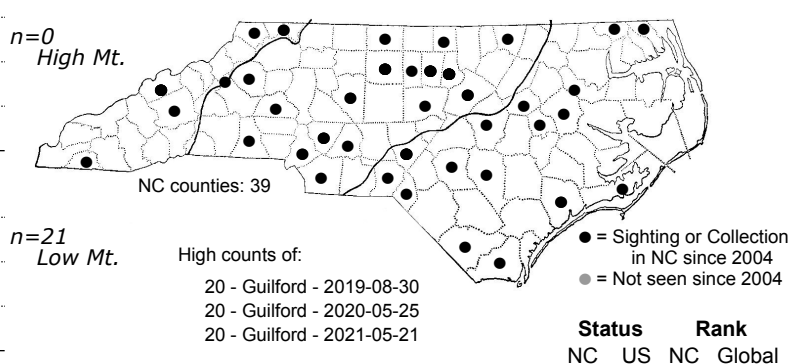 n=0
High Mt.
NC counties: 39
n=21
Low Mt.
High counts of:
20 - Guilford - 2019-08-30
20 - Guilford - 2020-05-25
20 - Guilford - 2021-05-21
= Sighting or Collection
in NC since 2004
= Not seen since 2004
Status Rank
NC US NC Global